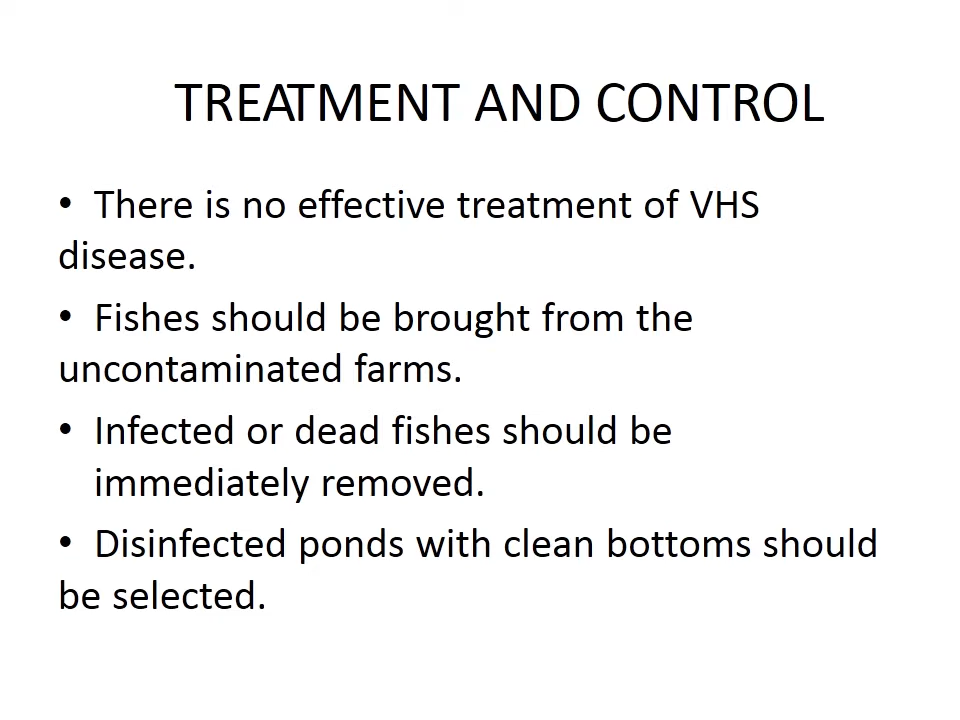 TREATMENT AND CONTROL
• There is no effective treatment of VHS
disease.
• Fishes should be brought from the
uncontaminated farms.
• Infected or dead fishes should be
immediately removed.
• Disinfected ponds with clean bottoms should
be selected.